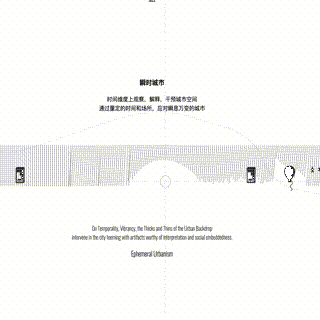 瞬时城市
时间维度上观察、解释、干预城市空间
通过量定的时间和场所，应对瞬息万变的城市
On Temporality, Vibrancy, the Thicks and Thins of the Urban Backdrop
intervene in the city teeming with artifacts worthy of interpretation and social embeddedness.
Ephemeral Urbanism